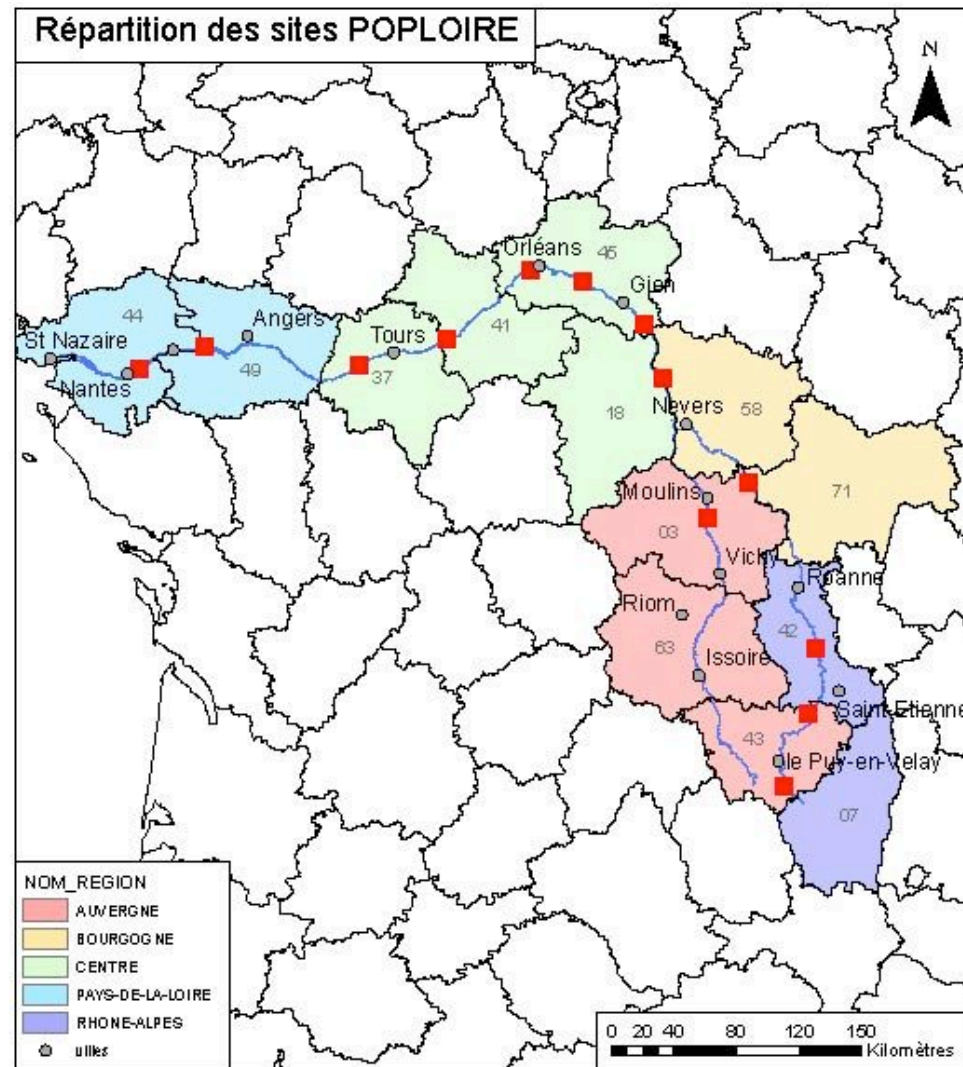 Répartition des sites POPLOIRE
N
Orléans
45
Gien
44
Angers
St Nazaire
Tours
41
49
37
Nantes
18
Nevers
58
Moulins
71
03
Vichy
Roanne
Riom
42
63
Issoire
Saint-Etienne
43
le Puy-en-Velay
07
NOM_REGION
AUVERGNE
BOURGOGNE
CENTRE
PAYS-DE-LA-LOIRE
RHONE-ALPES
villes
0 20 40 80 120 150
Kilomètres